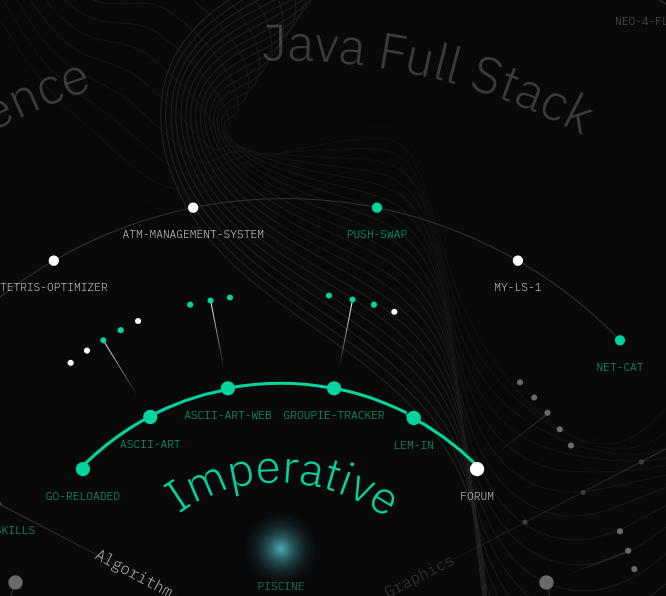 NEO-4-FL
Java Full Stack
ence
ATM-MANAGEMENT-SYSTEM
PUSH-SWAP
TETRIS-OPTIMIZER
MY-LS-1
NET-CAT
ASCII-ART-WEB
GROUPIE-TRACKER
ASCII-ART
LEM-IN
Imperative
GO-RELOADED
FORUM
SKILLS
Algorithm
Graphics
PISCINE